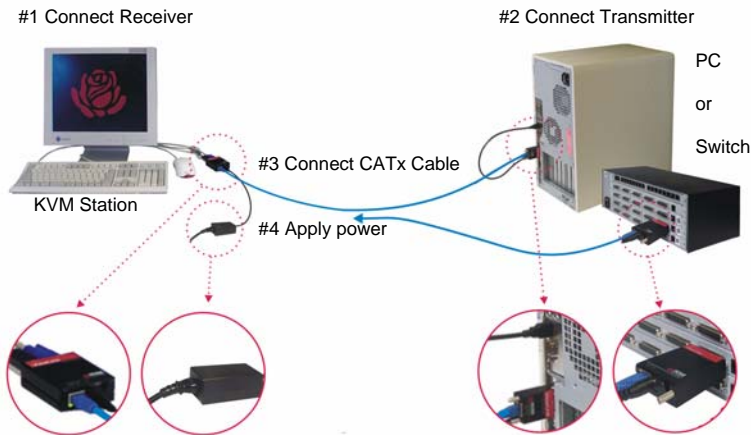 #1 Connect Receiver
#2 Connect Transmitter
PC
or
Switch
#3 Connect CATx Cable
KVM Station
#4 Apply power